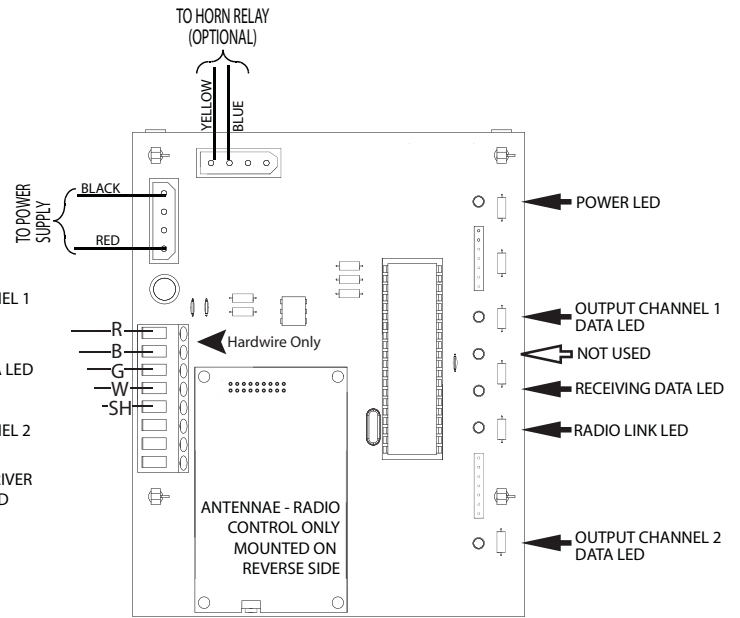 TO HORN RELAY
(OPTIONAL)
YELLOW
BLUE
TO POWER
SUPPLY
BLACK
RED
NEL 1
LED
NEL 2
RIVER
D
R
B
G
W
SH
Hardwire Only
ANTENNAE - RADIO
CONTROL ONLY
MOUNTED ON
REVERSE SIDE
POWER LED
OUTPUT CHANNEL 1
DATA LED
NOT USED
RECEIVING DATA LED
RADIO LINK LED
OUTPUT CHANNEL 2
DATA LED